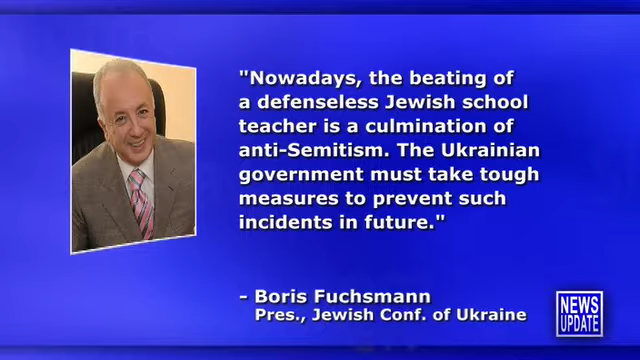 "Nowadays, the beating of
a defenseless Jewish school
teacher is a culmination of
anti-Semitism. The Ukrainian
government must take tough
measures to prevent such
incidents in future."
– Boris Fuchsmann
Pres., Jewish Conf. of Ukraine
NEWS
UPDATE